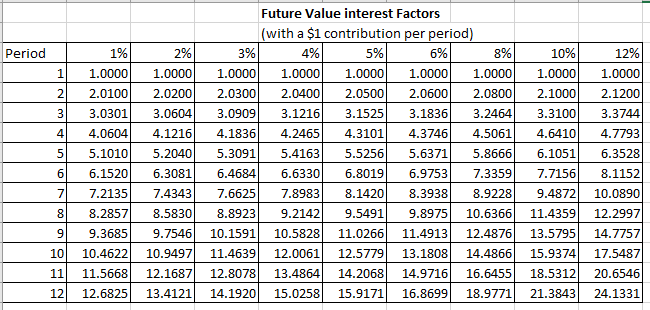 Future Value interest Factors
(with a $1 contribution per period)
Period 1% 2% 3% 4% 5% 6% 8% 10% 12%
1 1.0000 1.0000 1.0000 1.0000 1.0000 1.0000 1.0000 1.0000 1.0000
2 2.0100 2.0200 2.0300 2.0400 2.0500 2.0600 2.0800 2.1000 2.1200
3 3.0301 3.0604 3.0909 3.1216 3.1525 3.1836 3.2464 3.3100 3.3744
4 4.0604 4.1216 4.1836 4.2465 4.3101 4.3746 4.5061 4.6410 4.7793
5 5.1010 5.2040 5.3091 5.4163 5.5256 5.6371 5.8666 6.1051 6.3528
6 6.1520 6.3081 6.4684 6.6330 6.8019 6.9753 7.3359 7.7156 8.1152
7 7.2135 7.4343 7.6625 7.8983 8.1420 8.3938 8.9228 9.4872 10.0890
8 8.2857 8.5830 8.8923 9.2142 9.5491 9.8975 10.6366 11.4359 12.2997
9 9.3685 9.7546 10.1591 10.5828 11.0266 11.4913 12.4876 13.5795 14.7757
10 10.4622 10.9497 11.4639 12.0061 12.5779 13.1808 14.4866 15.9374 17.5487
11 11.5668 12.1687 12.8078 13.4864 14.2068 14.9716 16.6455 18.5312 20.6546
12 12.6825 13.4121 14.1920 15.0258 15.9171 16.8699 18.9771 21.3843 24.1331